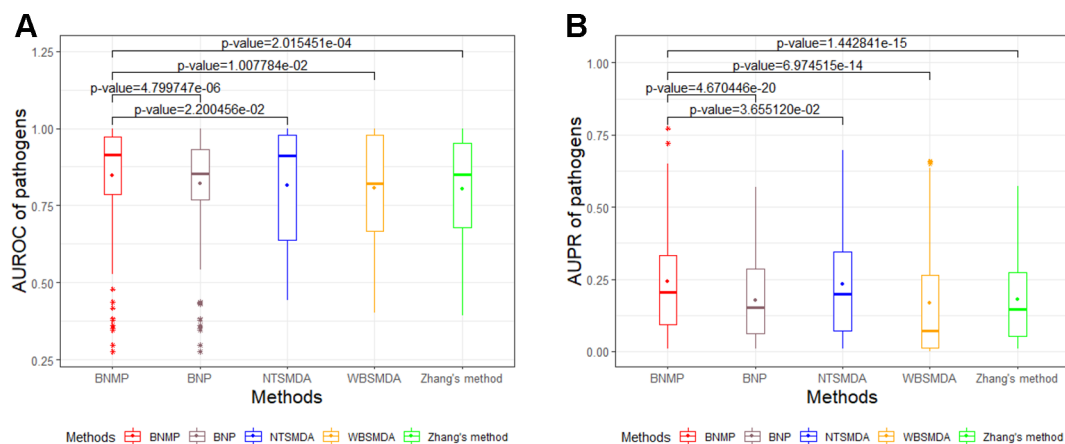 A
AUROC of pathogens
1.25
1.00
0.75
0.50
0.25
p-value=2.015451e-04
p-value=1.007784e-02
p-value=4.799747e-06
p-value=2.200456e-02
BNMP BNP NTSMDA WBSMDA Zhang's method
Methods
Methods BNMP BNP NTSMDA WBSMDA Zhang's method
B
AUPR of pathogens
1.00
0.75
0.50
0.25
0.00
p-value=1.442841e-15
p-value=6.974515e-14
p-value=4.670446e-20
p-value=3.655120e-02
BNMP BNP NTSMDA WBSMDA Zhang's method
Methods
Methods BNMP BNP NTSMDA WBSMDA Zhang's method